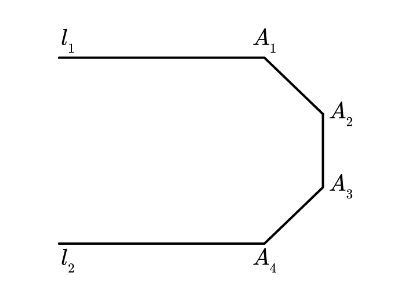 l₁ A₁
A₂
A₃
l₂ A₄